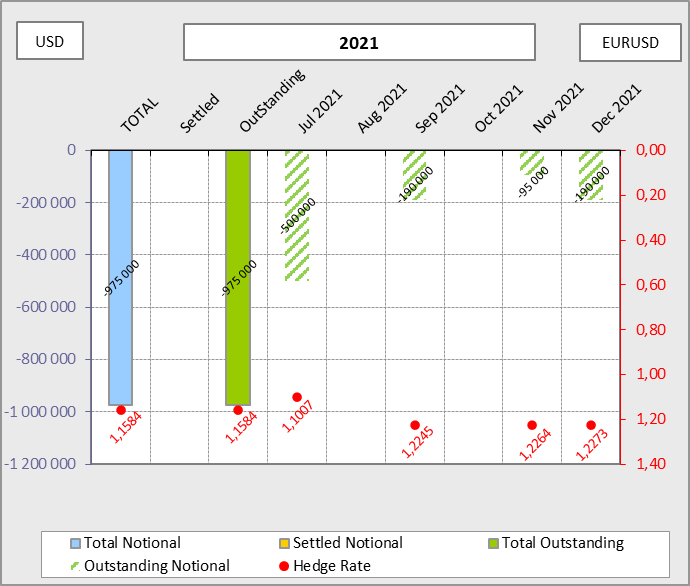 USD
2021
EURUSD
TOTAL
Settled
OutStanding
Jul 2021
Aug 2021
Sep 2021
Oct 2021
Nov 2021
Dec 2021
0
-200 000
-400 000
-600 000
-800 000
-1 000 000
-1 200 000
0,00
0,20
0,40
0,60
0,80
1,00
1,20
1,40
-975 000
-975 000
-500 000
-190 000
-95 000
-190 000
1,1584
1,1584
1,1007
1,2245
1,2264
1,2273
Total Notional
Settled Notional
Total Outstanding
Outstanding Notional
Hedge Rate